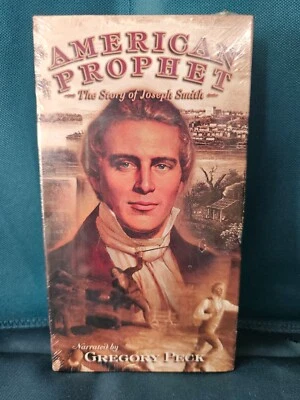 AMERICAN
PROPHET
The Story of Joseph Smith
Narrated by
GREGORY PECK